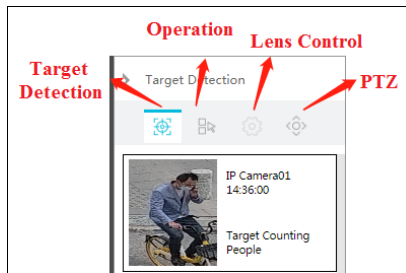 Operation
Lens Control
Target
Detection
PTZ
Target Detection
IP Camera01
14:36:00
Target Counting
People